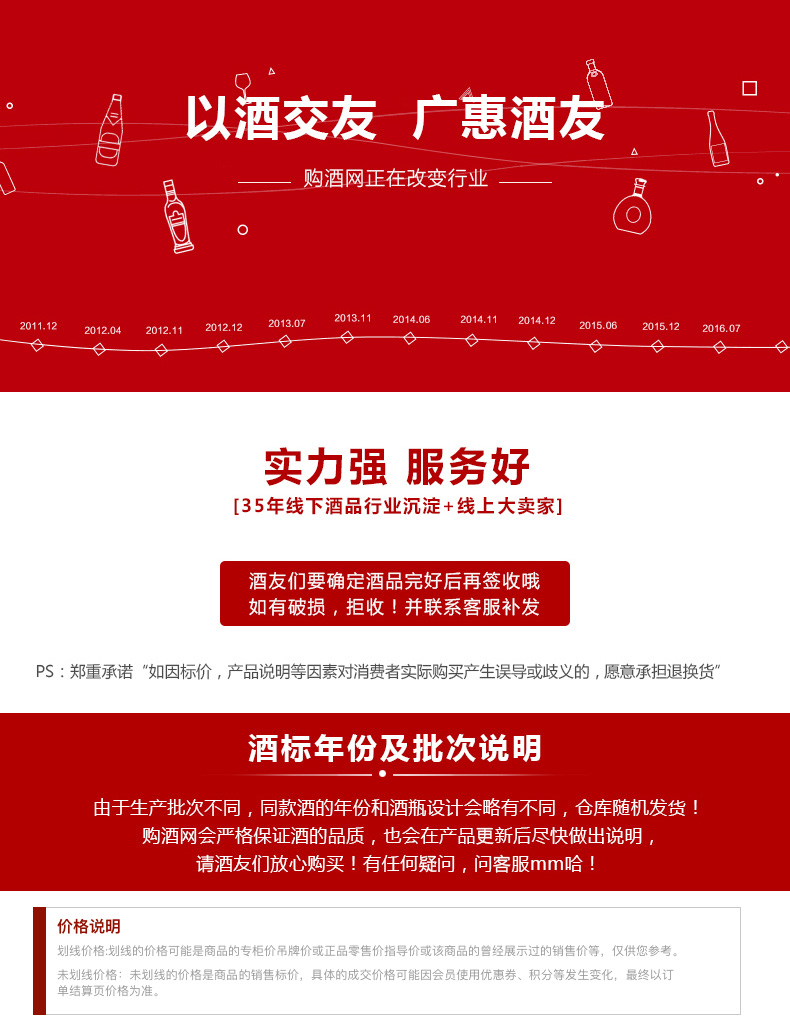 以酒交友 广惠酒友
购酒网正在改变行业
2011.12 2012.04 2012.11 2012.12 2013.07 2013.11 2014.06 2014.11 2014.12 2015.06 2015.12 2016.07
实力强 服务好
[35年线下酒品行业沉淀+线上大卖家]
酒友们要确定酒品完好后再签收哦
如有破损，拒收！并联系客服补发
PS：郑重承诺“如因标价，产品说明等因素对消费者实际购买产生误导或歧义的，愿意承担退换货”
酒标年份及批次说明
由于生产批次不同，同款酒的年份和酒瓶设计会略有不同，仓库随机发货！
购酒网会严格保证酒的品质，也会在产品更新后尽快做出说明，
请酒友们放心购买！有任何疑问，问客服mm哈！
价格说明
划线价格:划线的价格可能是商品的专柜价吊牌价或正品零售价指导价或该商品的曾经展示过的销售价等，仅供您参考。
未划线价格：未划线的价格是商品的销售标价，具体的成交价格可能因会员使用优惠券、积分等发生变化，最终以订
单结算页价格为准。